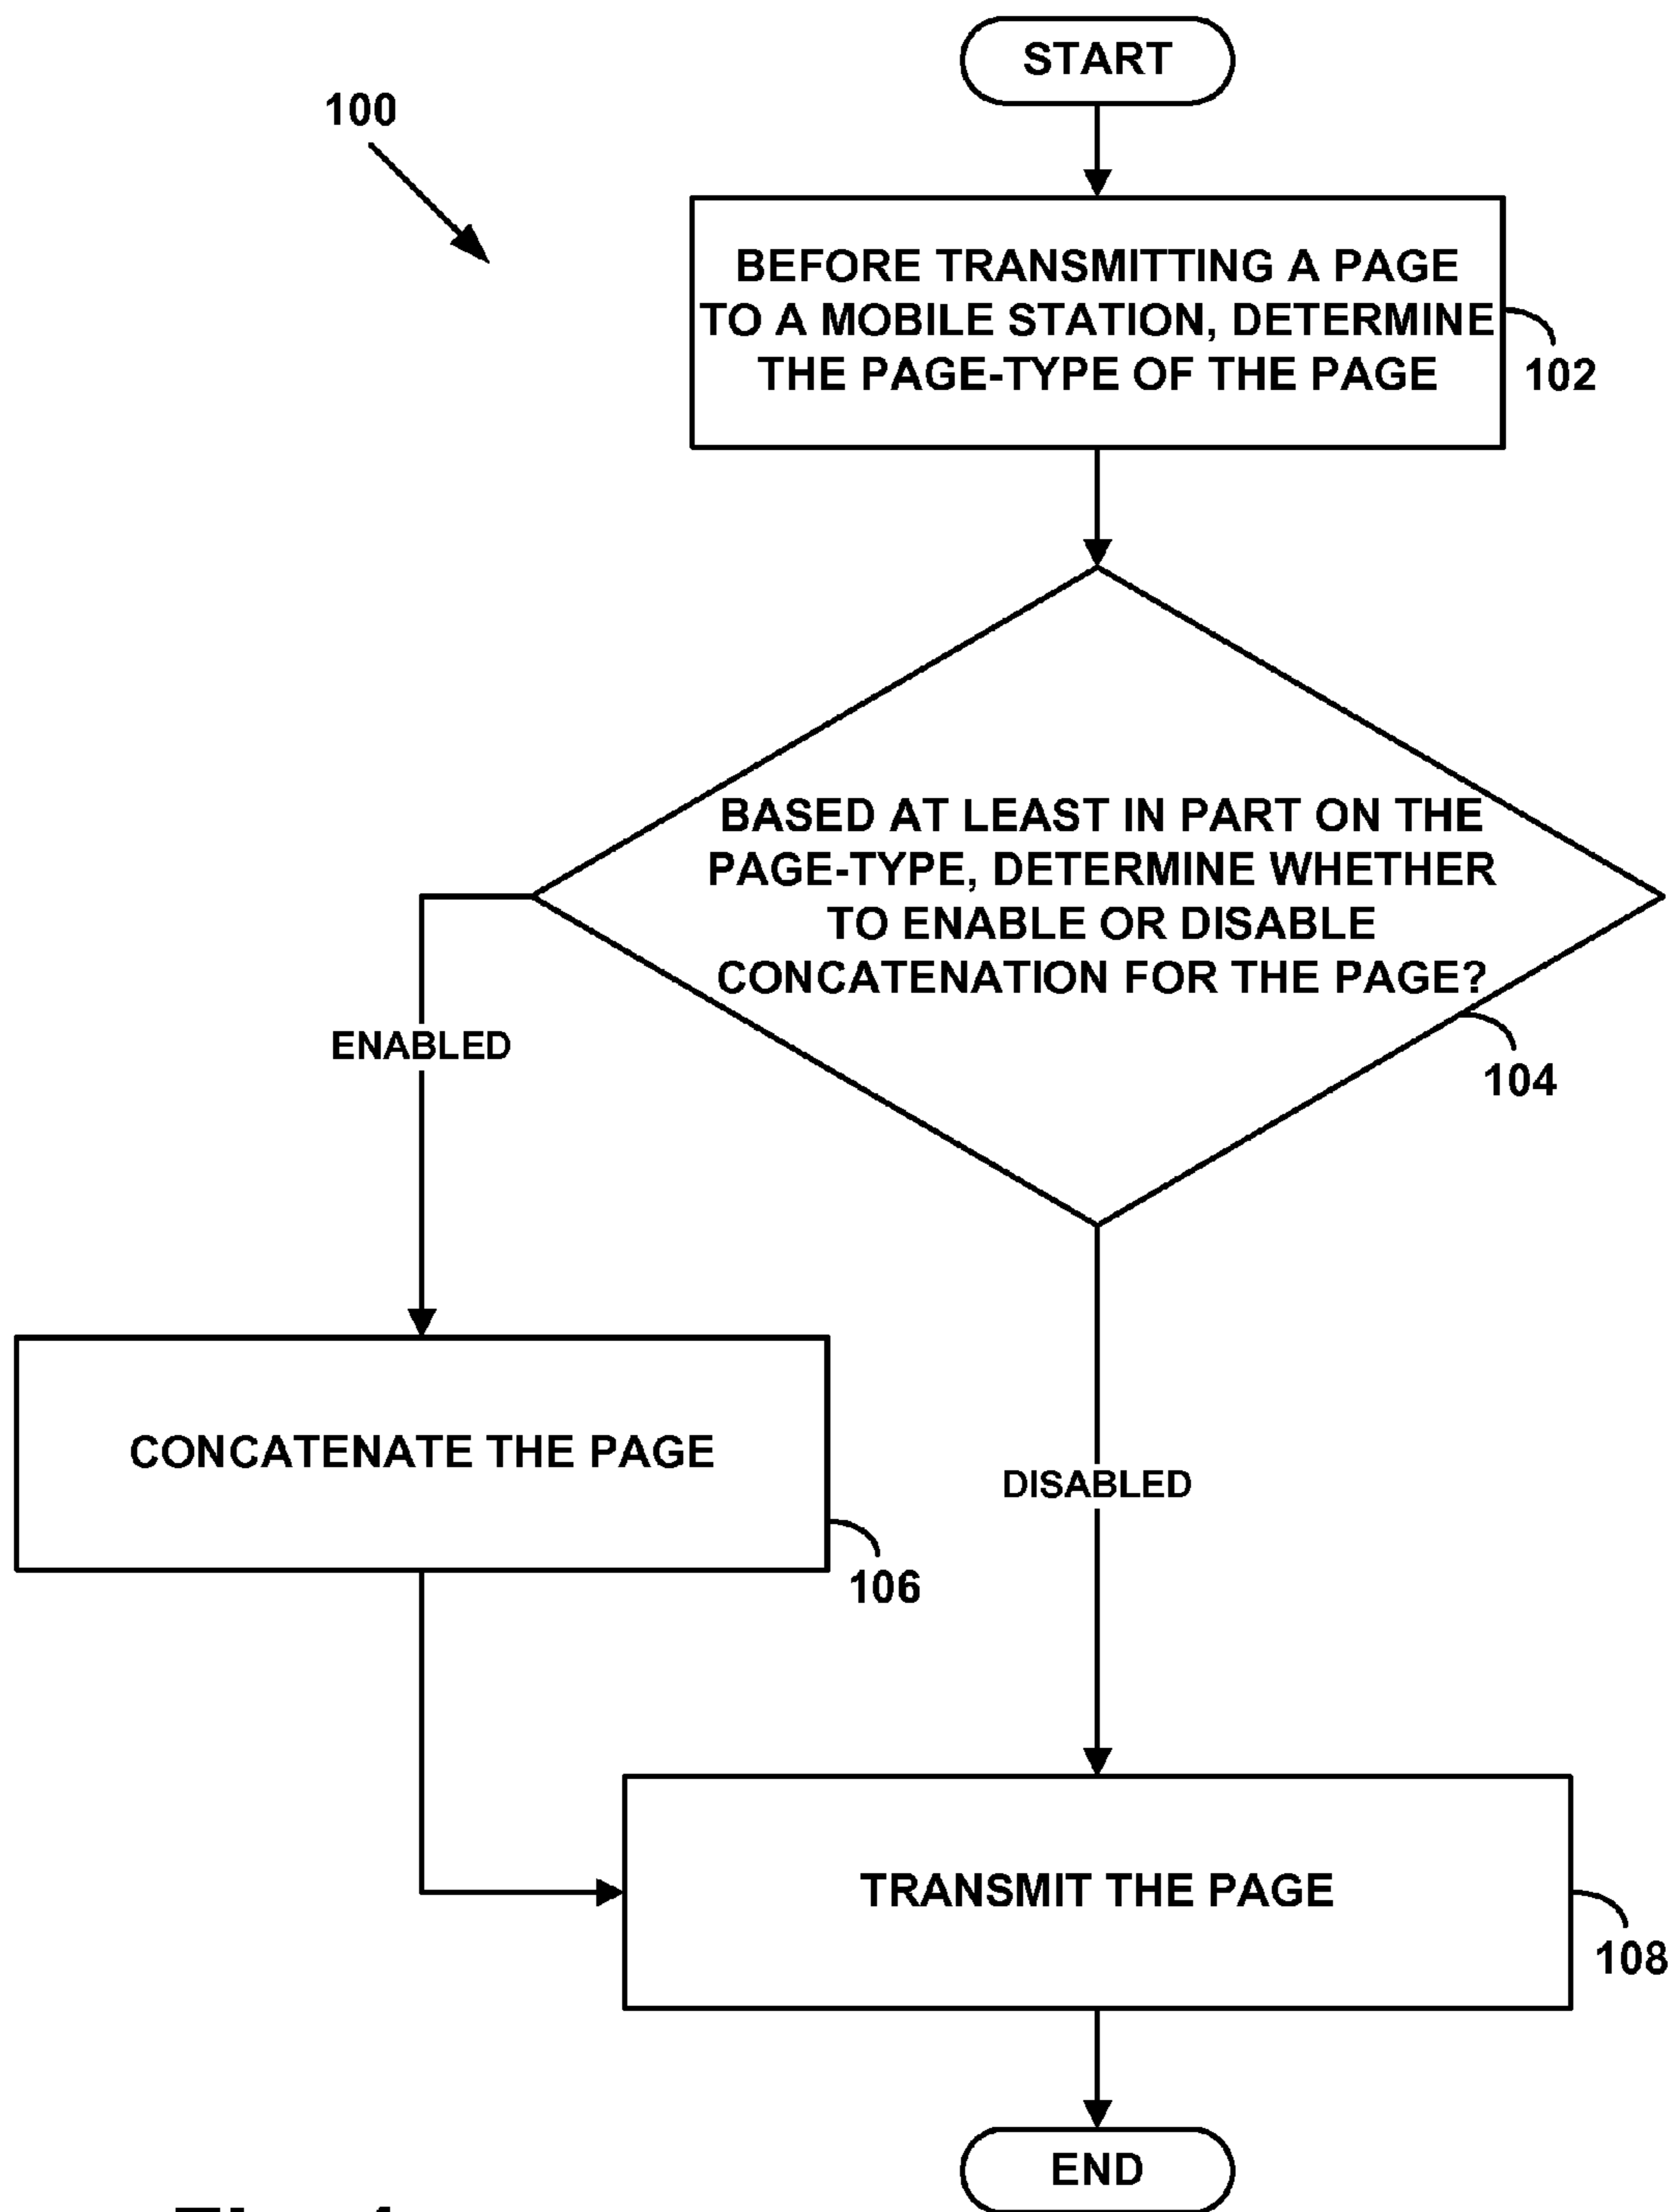 START
100
BEFORE TRANSMITTING A PAGE
TO A MOBILE STATION, DETERMINE
THE PAGE-TYPE OF THE PAGE
102
BASED AT LEAST IN PART ON THE
PAGE-TYPE, DETERMINE WHETHER
TO ENABLE OR DISABLE
CONCATENATION FOR THE PAGE?
104
ENABLED
CONCATENATE THE PAGE
106
DISABLED
TRANSMIT THE PAGE
108
END